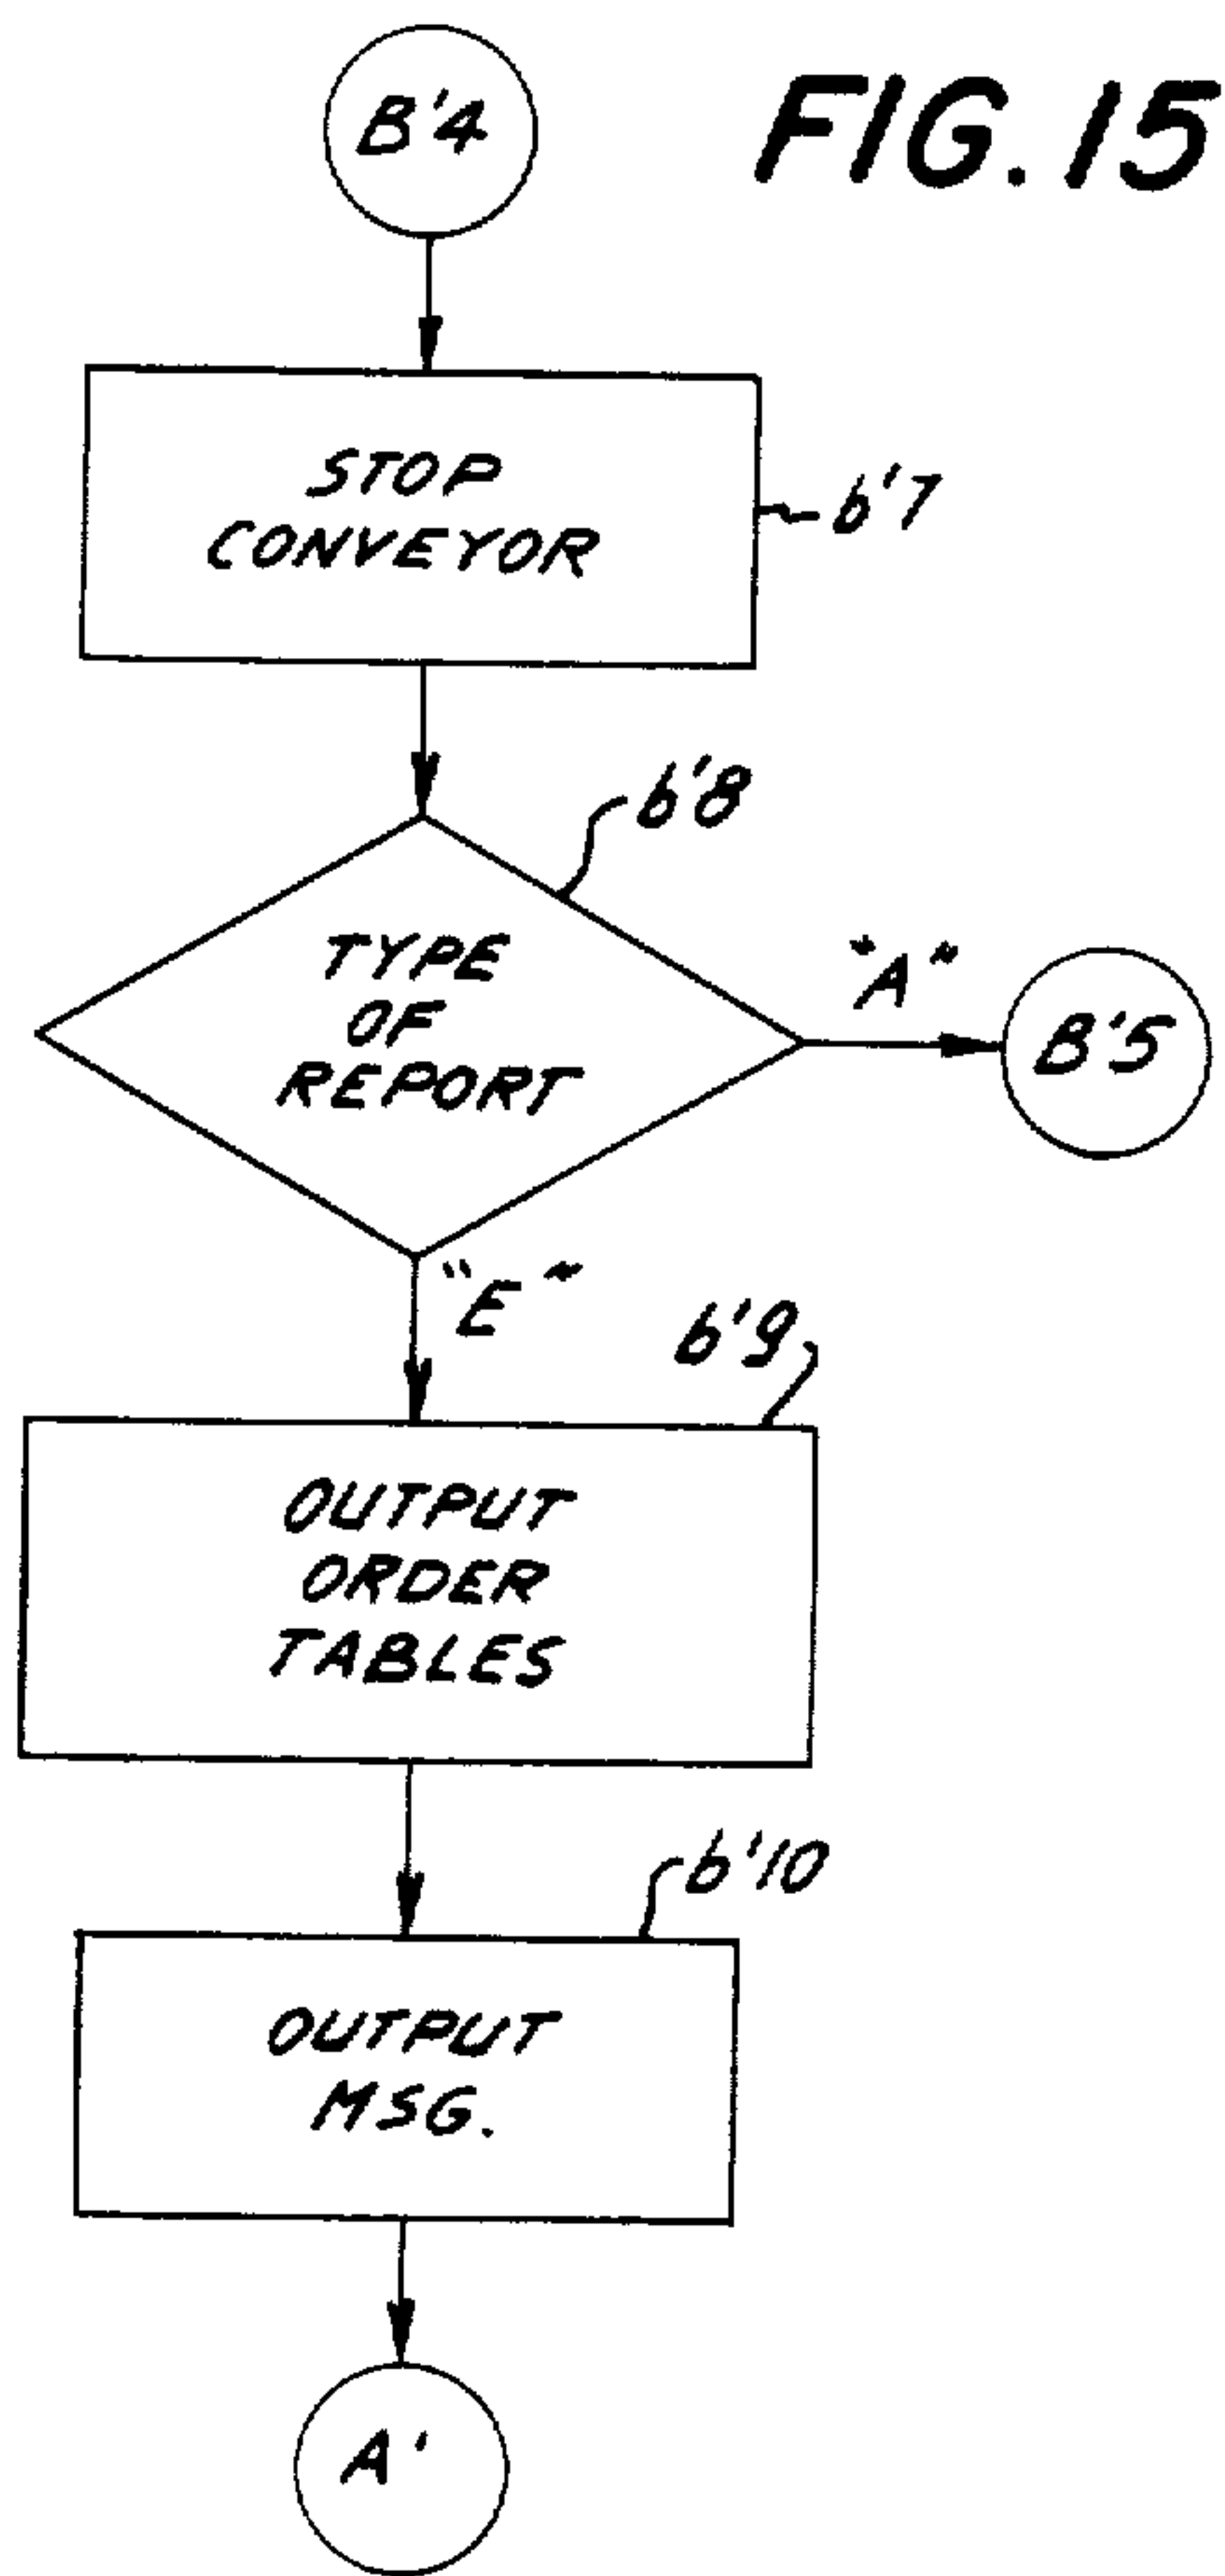 B'4
FIG. 15
STOP
CONVEYOR
b'7
b'8
TYPE
OF
REPORT
"A"
B'5
"E"
b'9
OUTPUT
ORDER
TABLES
b'10
OUTPUT
MSG.
A'